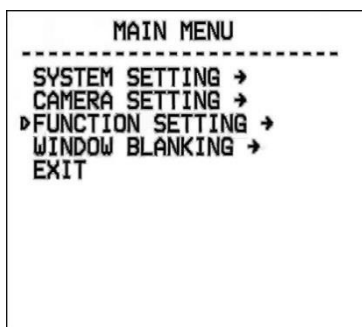 MAIN MENU
SYSTEM SETTING →
CAMERA SETTING →
▷FUNCTION SETTING →
WINDOW BLANKING →
EXIT